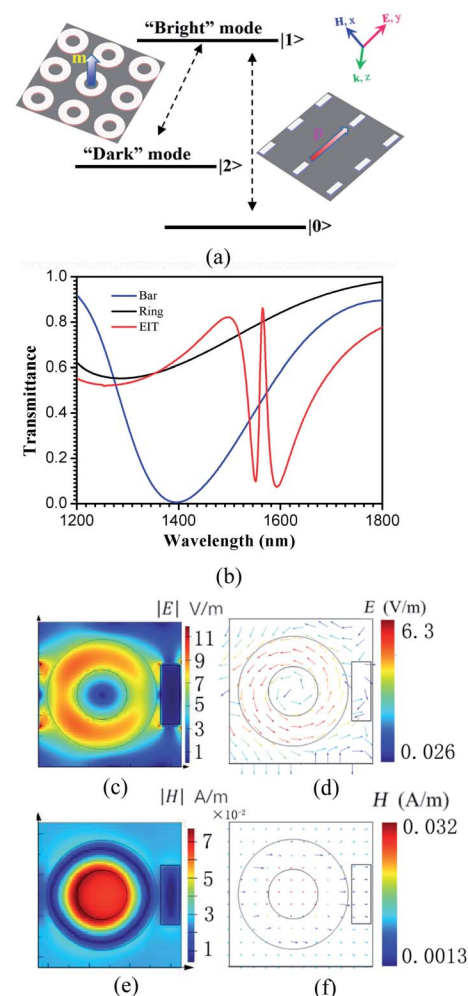 “Bright” mode
|1>
H, x
E, y
k, z
m
“Dark” mode
|2>
|0>
(a)
1.0
0.8
0.6
0.4
0.2
0.0
Transmittance
Bar
Ring
EIT
1200
1400
1600
1800
Wavelength (nm)
(b)
|E| V/m
11
9
7
5
3
1
E (V/m)
6.3
0.026
(c)
(d)
|H| A/m
×10⁻²
7
5
4
1
H (A/m)
0.032
0.0013
(e)
(f)